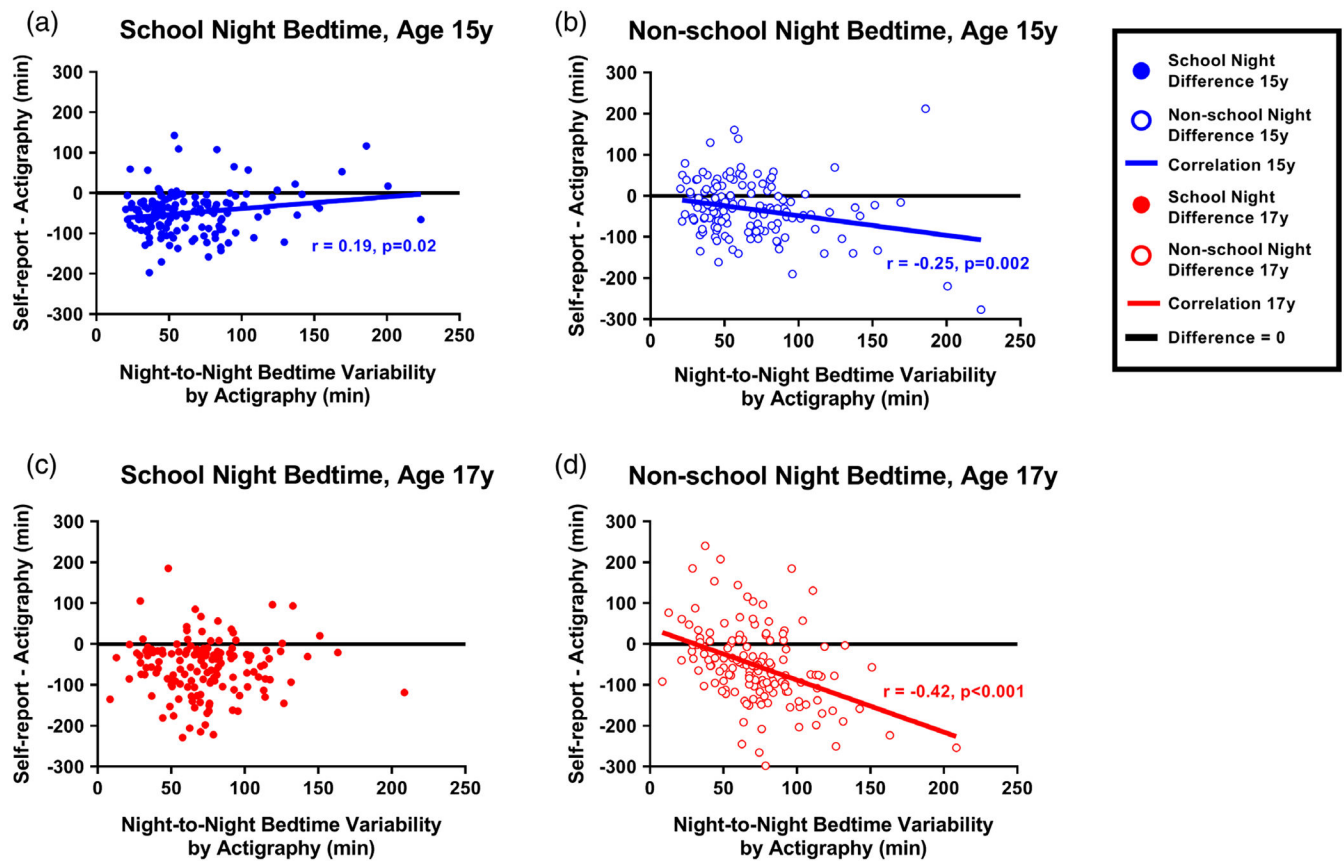 (a)
School Night Bedtime, Age 15y
300
200
100
0
-100
-200
-300
Self-report - Actigraphy (min)
r = 0.19, p=0.02
0 50 100 150 200 250
Night-to-Night Bedtime Variability
by Actigraphy (min)
(b)
Non-school Night Bedtime, Age 15y
300
200
100
0
-100
-200
-300
Self-report - Actigraphy (min)
r = -0.25, p=0.002
0 50 100 150 200 250
Night-to-Night Bedtime Variability
by Actigraphy (min)
School Night
Difference 15y
Non-school Night
Difference 15y
Correlation 15y
School Night
Difference 17y
Non-school Night
Difference 17y
Correlation 17y
Difference = 0
(c)
School Night Bedtime, Age 17y
300
200
100
0
-100
-200
-300
Self-report - Actigraphy (min)
0 50 100 150 200 250
Night-to-Night Bedtime Variability
by Actigraphy (min)
(d)
Non-school Night Bedtime, Age 17y
300
200
100
0
-100
-200
-300
Self-report - Actigraphy (min)
r = -0.42, p<0.001
0 50 100 150 200 250
Night-to-Night Bedtime Variability
by Actigraphy (min)